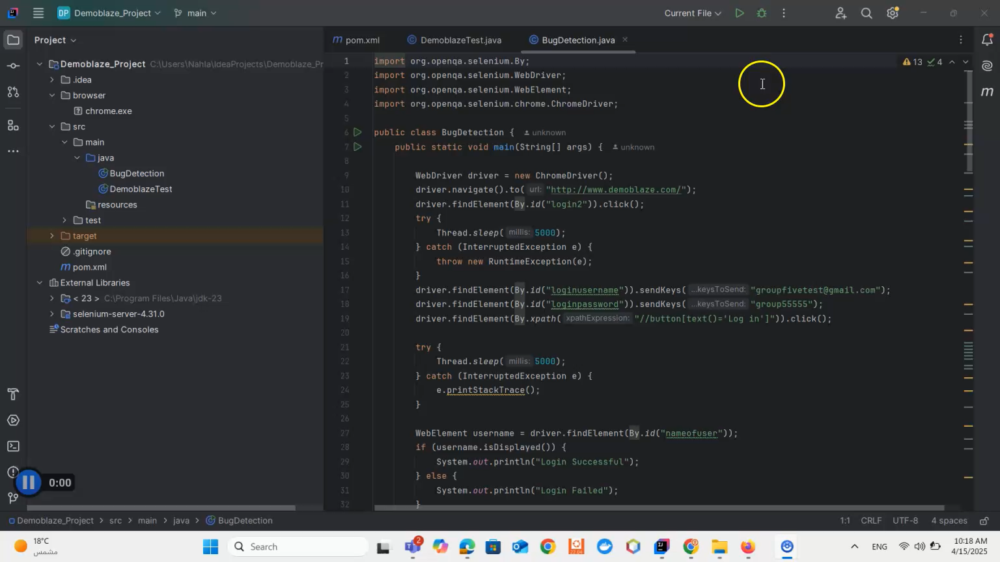 DP Demoblaze_Project main Current File
Project
pom.xml DemoblazeTest.java BugDetection.java
Demoblaze_Project C:\Users\Nahla\IdeaProjects\Demoblaze_Pr
.idea
browser
chrome.exe
src
main
java
BugDetection
DemoblazeTest
resources
test
target
.gitignore
pom.xml
External Libraries
< 23 > C:\Program Files\Java\jdk-23
selenium-server-4.31.0
Scratches and Consoles
13 4
1 import org.openqa.selenium.By;
2 import org.openqa.selenium.WebDriver;
3 import org.openqa.selenium.WebElement;
4 import org.openqa.selenium.chrome.ChromeDriver;
5
6 public class BugDetection { unknown
7 public static void main(String[] args) { unknown
8
9 WebDriver driver = new ChromeDriver();
10 driver.navigate().to( url: "http://www.demoblaze.com/");
11 driver.findElement(By.id("login2")).click();
12 try {
13 Thread.sleep( millis: 5000);
14 } catch (InterruptedException e) {
15 throw new RuntimeException(e);
16 }
17 driver.findElement(By.id("loginusername")).sendKeys( ...keysToSend: "groupfivetest@gmail.com");
18 driver.findElement(By.id("loginpassword")).sendKeys( ...keysToSend: "group55555");
19 driver.findElement(By.xpath( xpathExpression: "//button[text()='Log in']")).click();
20
21 try {
22 Thread.sleep( millis: 5000);
23 } catch (InterruptedException e) {
24 e.printStackTrace();
25 }
26
27 WebElement username = driver.findElement(By.id("nameofuser"));
28 if (username.isDisplayed()) {
29 System.out.println("Login Successful");
30 } else {
31 System.out.println("Login Failed");
32 }
0:00
Demoblaze_Project > src > main > java > BugDetection 1:1 CRLF UTF-8 4 spaces
18°C
مشمس
Search
2
22.04
ENG
10:18 AM
4/15/2025